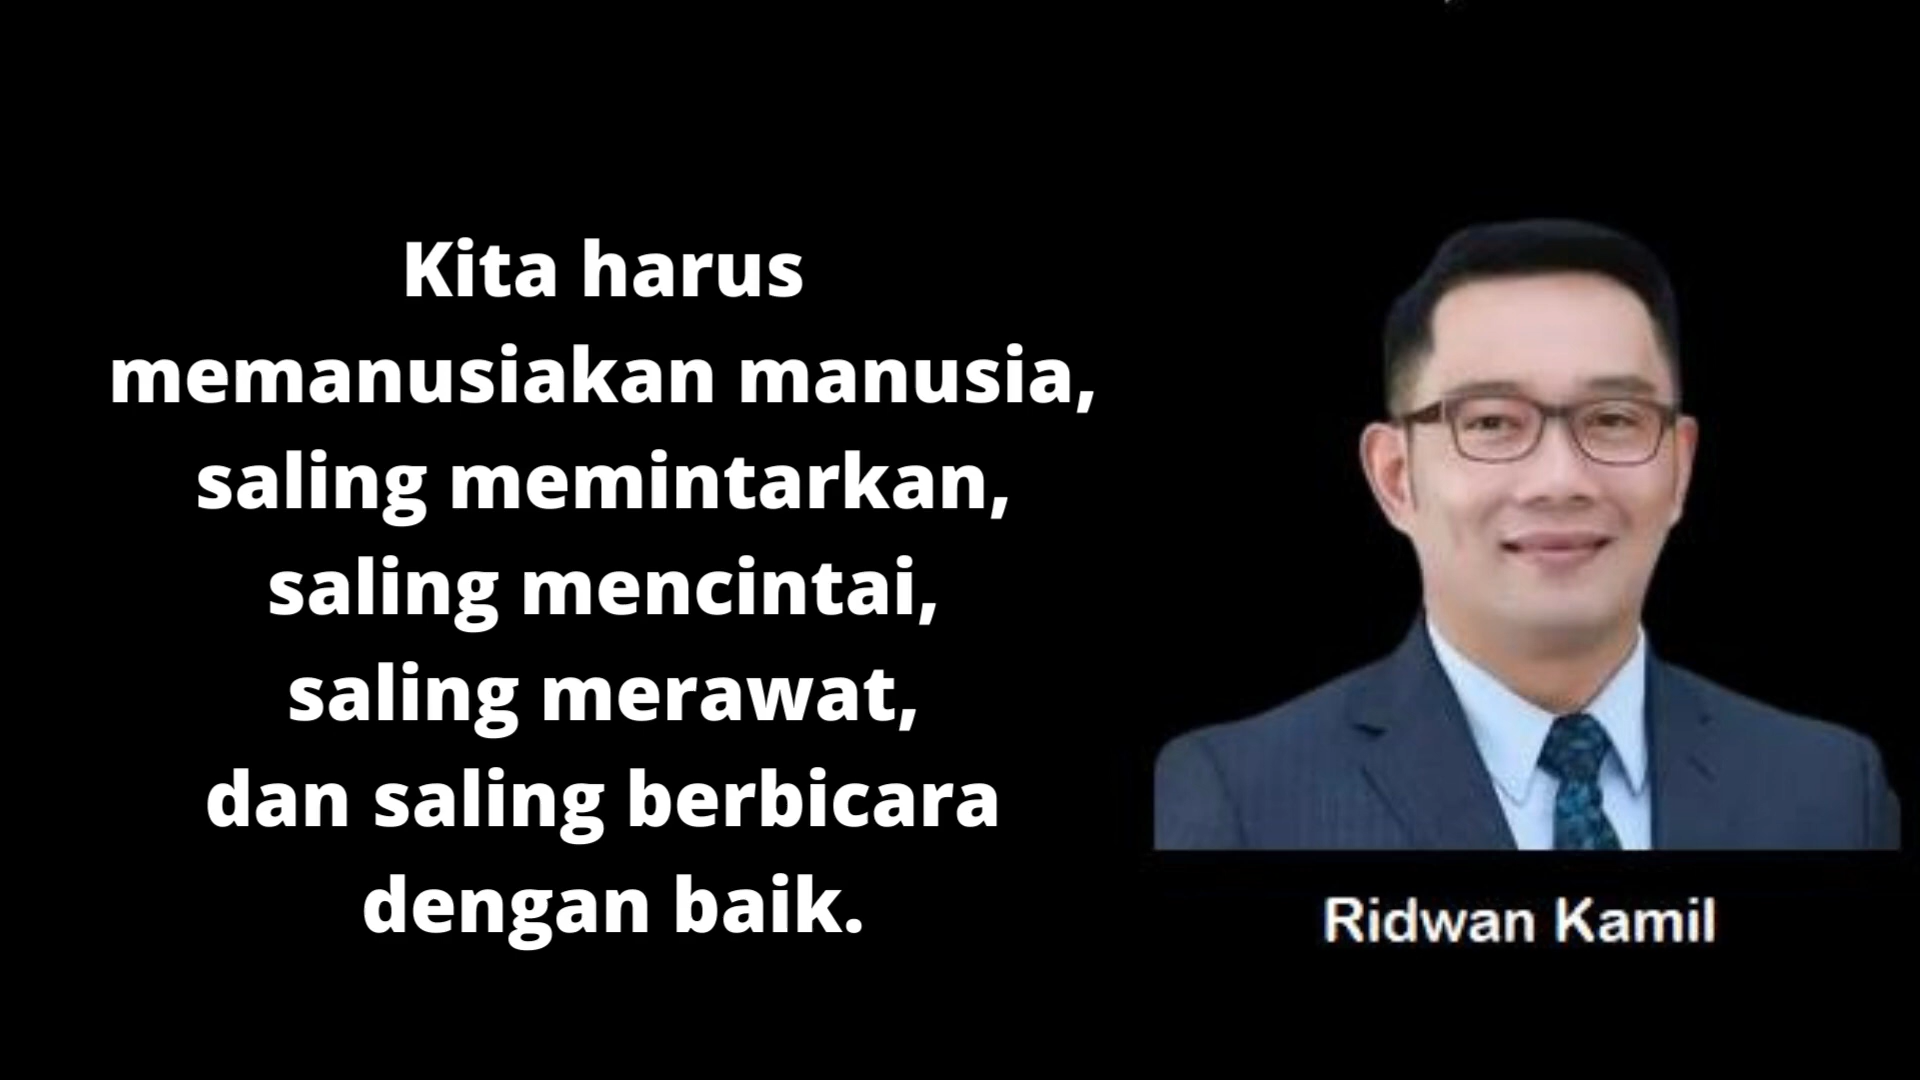 Kita harus
memanusiakan manusia,
saling memintarkan,
saling mencintai,
saling merawat,
dan saling berbicara
dengan baik.
Ridwan Kamil